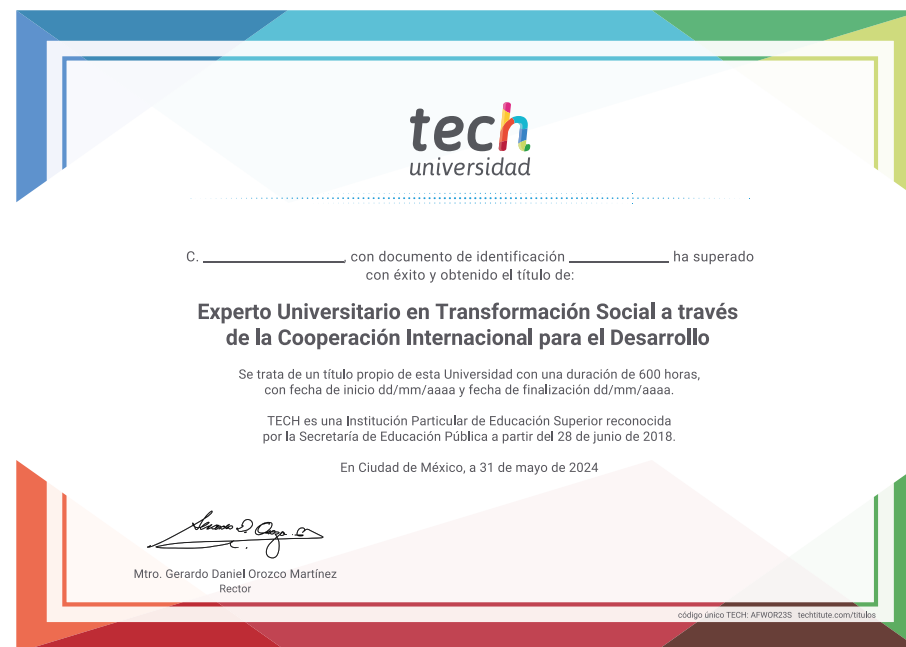 tech
universidad
C. ____________, con documento de identificación ____________ ha superado
con éxito y obtenido el título de:
Experto Universitario en Transformación Social a través
de la Cooperación Internacional para el Desarrollo
Se trata de un título propio de esta Universidad con una duración de 600 horas,
con fecha de inicio dd/mm/aaaa y fecha de finalización dd/mm/aaaa.
TECH es una Institución Particular de Educación Superior reconocida
por la Secretaría de Educación Pública a partir del 28 de junio de 2018.
En Ciudad de México, a 31 de mayo de 2024
Mtro. Gerardo Daniel Orozco Martínez
Rector
código único TECH: AFWOR23S techtitute.com/titulos